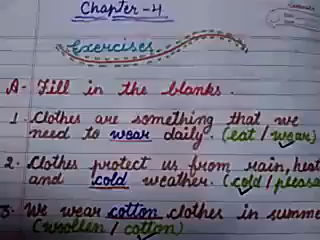 Chapter-4
Exercises
A- Fill in the blanks.
1. Clothes are something that we
need to wear daily. (eat / wear)
2. Clothes protect us from rain, heat
and cold weather. (cold /
3. We wear cotton clothes in summe
(woollen / cotton)